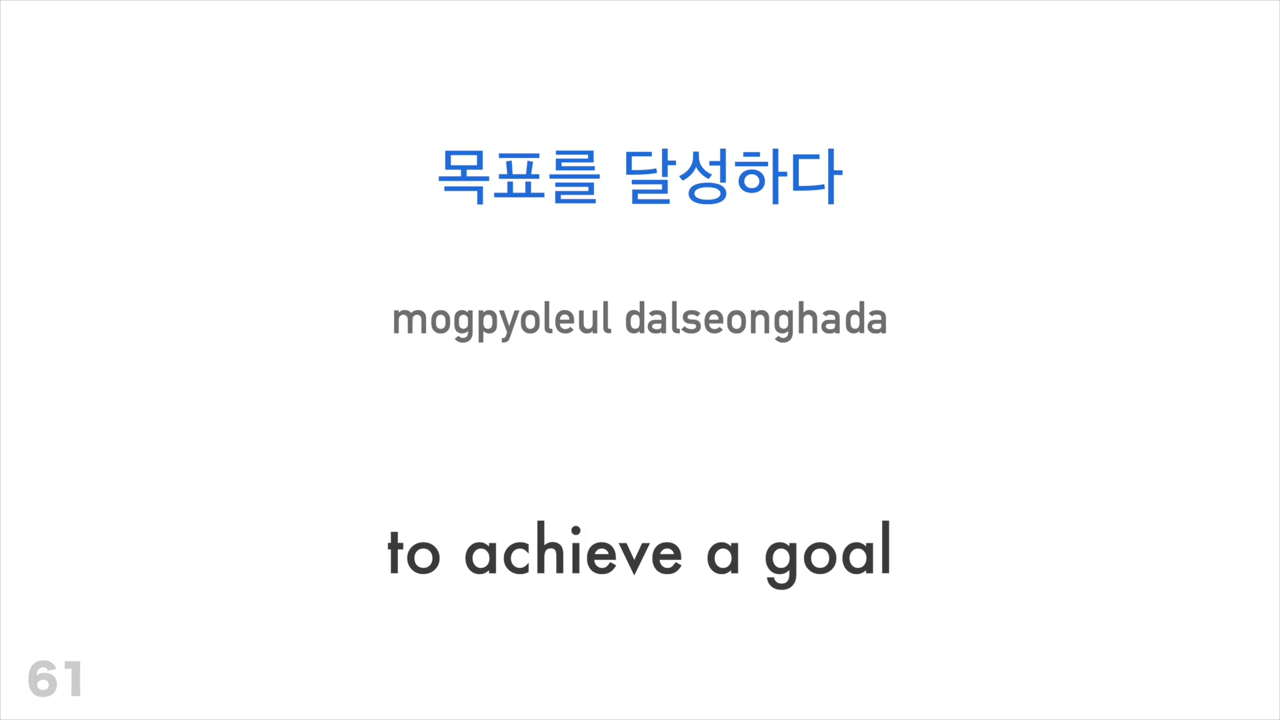 목표를 달성하다
mogpyoleul dalseonghada
to achieve a goal
61